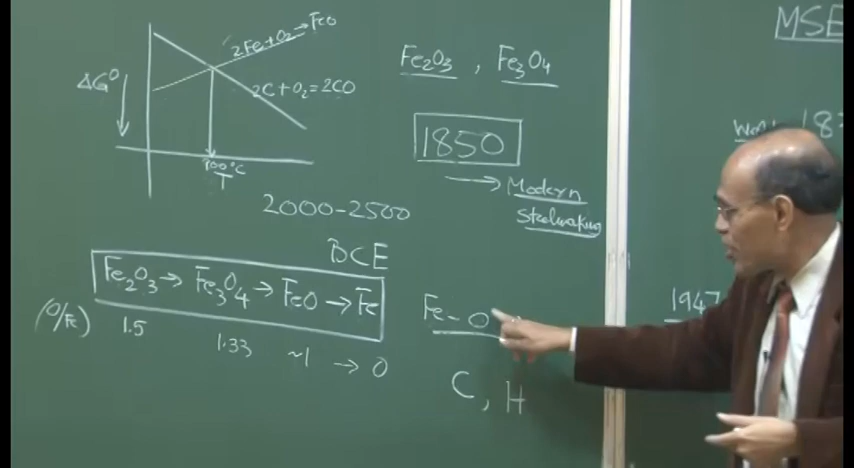 2Fe+O₂→FeO
ΔG°
2C+O₂=2CO
T
Fe₂O₃ , Fe₃O₄
1850
→ Modern
Steelmaking
2000-2500
BCE
Fe₂O₃ → Fe₃O₄ → FeO → Fe
(O/Fe) 1.5 1.33 ~1 → 0
Fe-O
C, H
MSE
1947